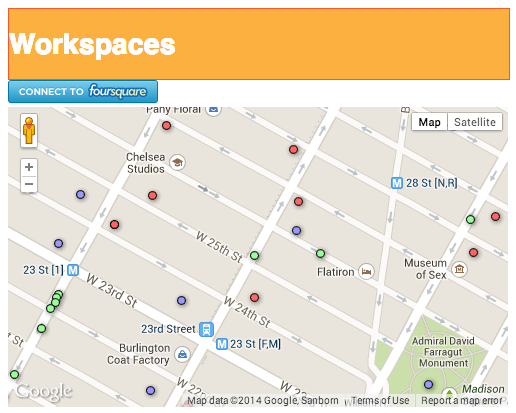 Workspaces
CONNECT TO foursquare
Pany Floral
Map
Satellite
Chelsea
Studios
28 St [N,R]
W 25th St
23 St [1]
Flatiron
Museum
of Sex
W 23rd St
W 24th St
23rd Street
23 St [F,M]
Burlington
Coat Factory
Admiral David
Farragut
Monument
W 22
Madison
Google
Map data ©2014 Google, Sanborn
Terms of Use
Report a map error